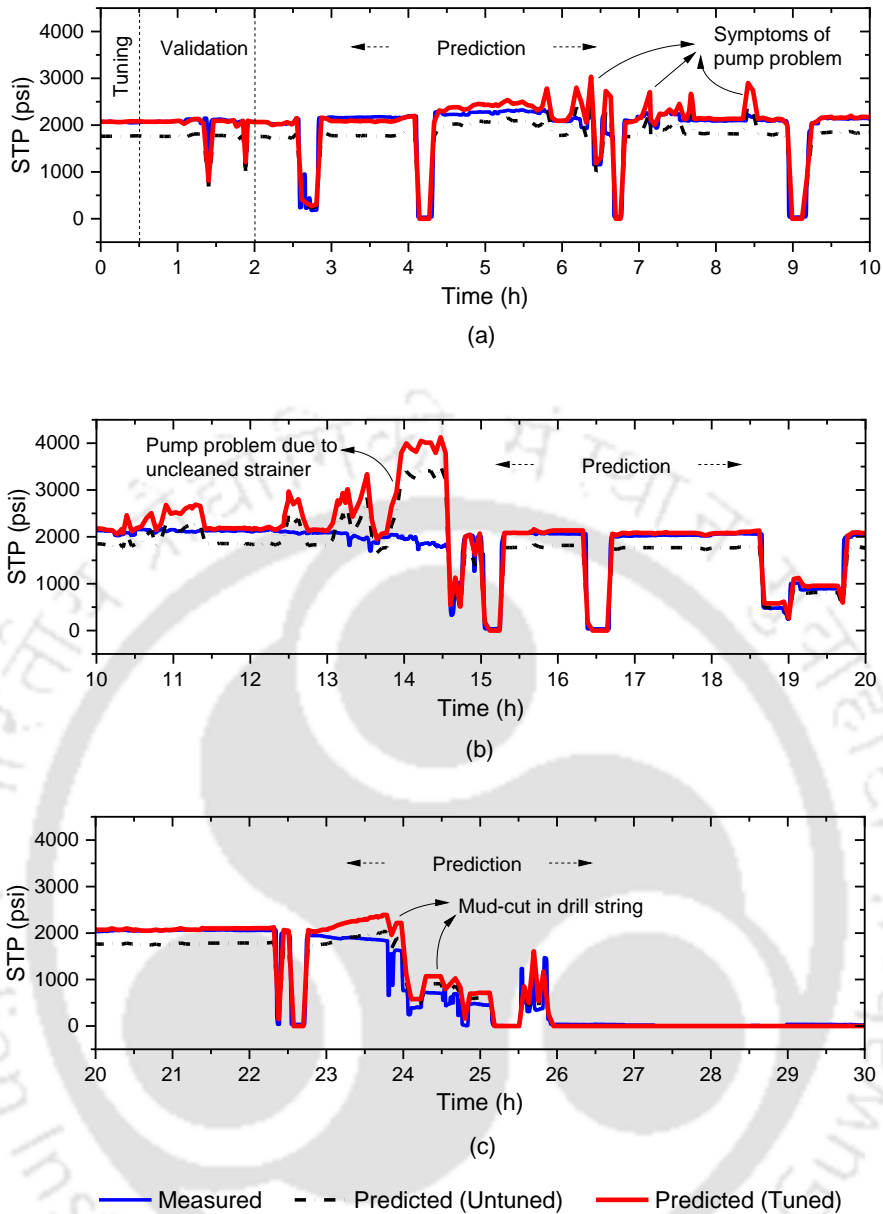 Tuning
Validation
Prediction
Symptoms of
pump problem
STP (psi)
4000
3000
2000
1000
0
0 1 2 3 4 5 6 7 8 9 10
Time (h)
(a)
Pump problem due to
uncleaned strainer
Prediction
STP (psi)
4000
3000
2000
1000
0
10 11 12 13 14 15 16 17 18 19 20
Time (h)
(b)
Prediction
Mud-cut in drill string
STP (psi)
4000
3000
2000
1000
0
20 21 22 23 24 25 26 27 28 29 30
Time (h)
(c)
Measured Predicted (Untuned) Predicted (Tuned)